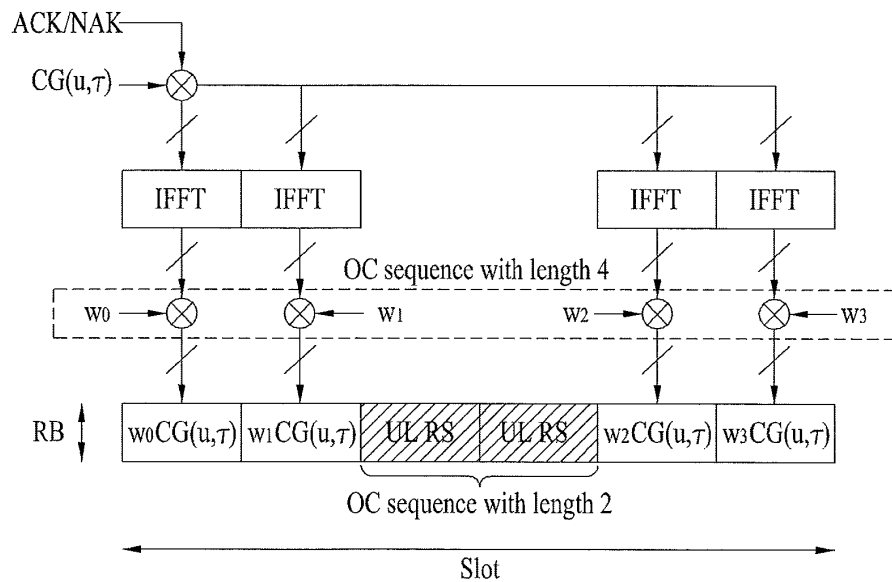 ACK/NAK
CG(u,τ)
IFFT IFFT IFFT IFFT
OC sequence with length 4
w0 w1 w2 w3
RB w0CG(u,τ) w1CG(u,τ) UL RS UL RS w2CG(u,τ) w3CG(u,τ)
OC sequence with length 2
Slot